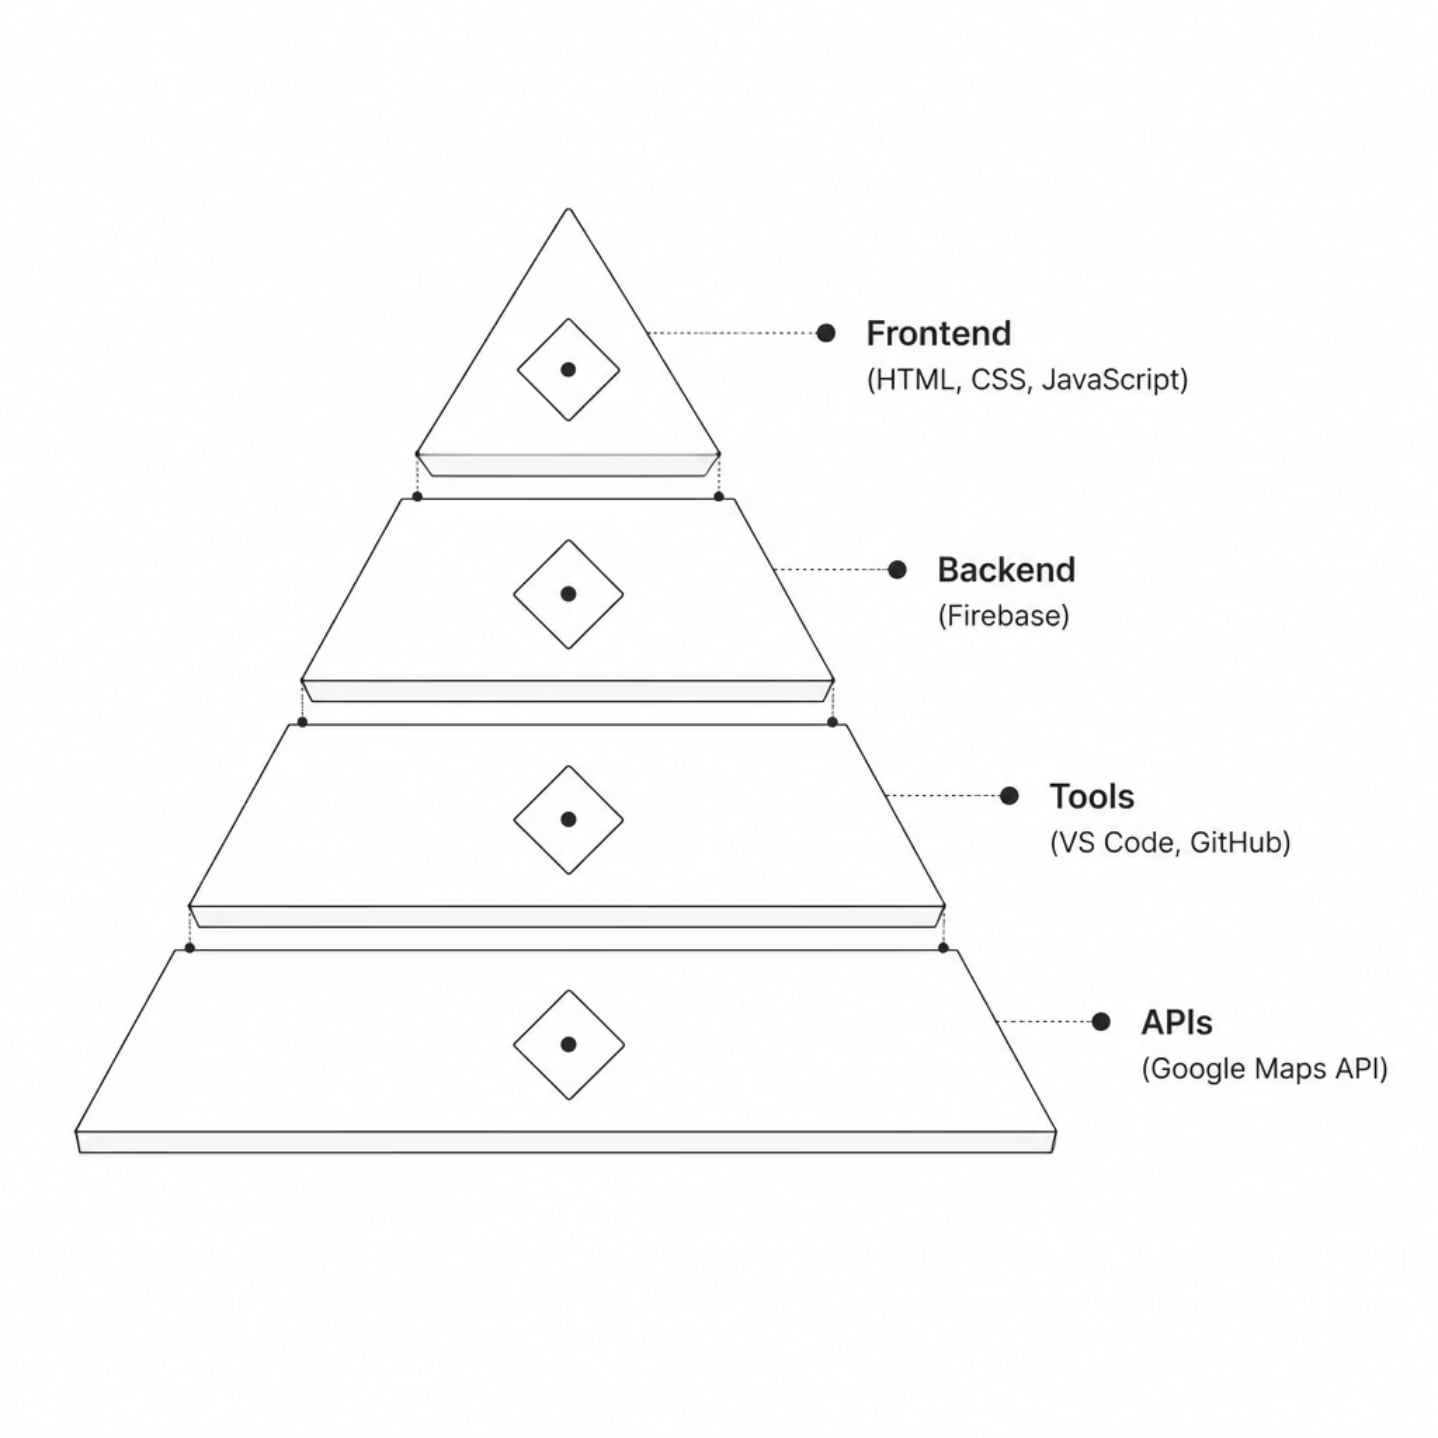 Frontend
(HTML, CSS, JavaScript)
Backend
(Firebase)
Tools
(VS Code, GitHub)
APIs
(Google Maps API)